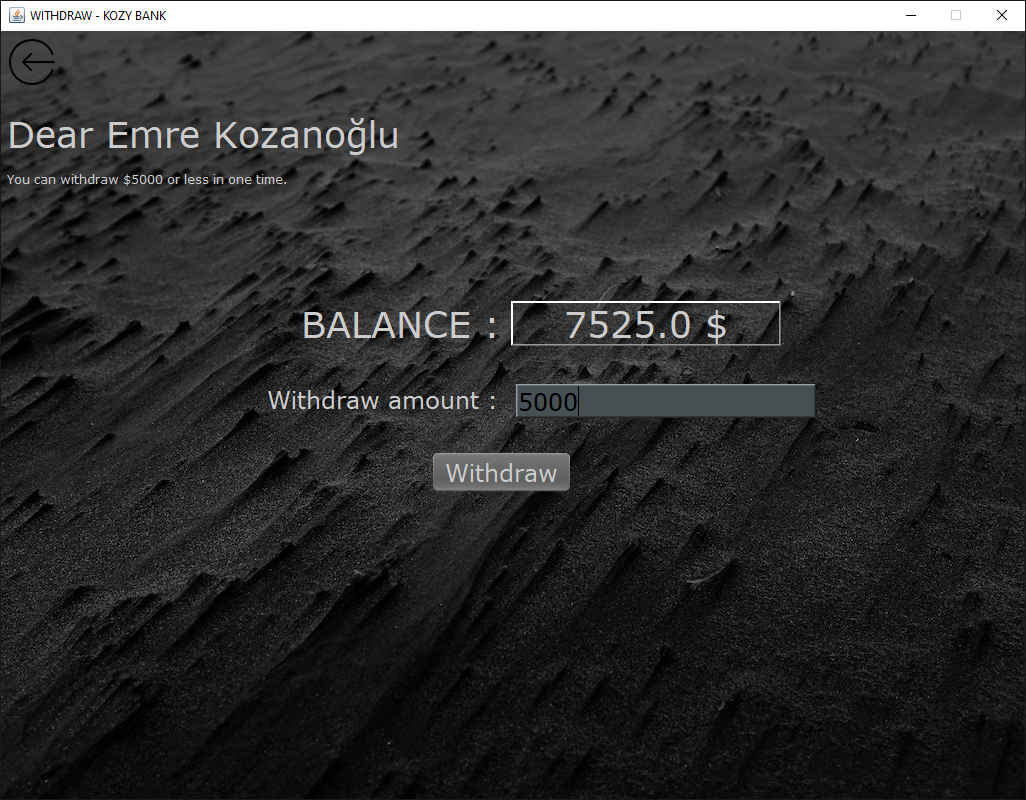 WITHDRAW - KOZY BANK
Dear Emre Kozanoğlu
You can withdraw $5000 or less in one time.
BALANCE : 7525.0 $
Withdraw amount : 5000
Withdraw